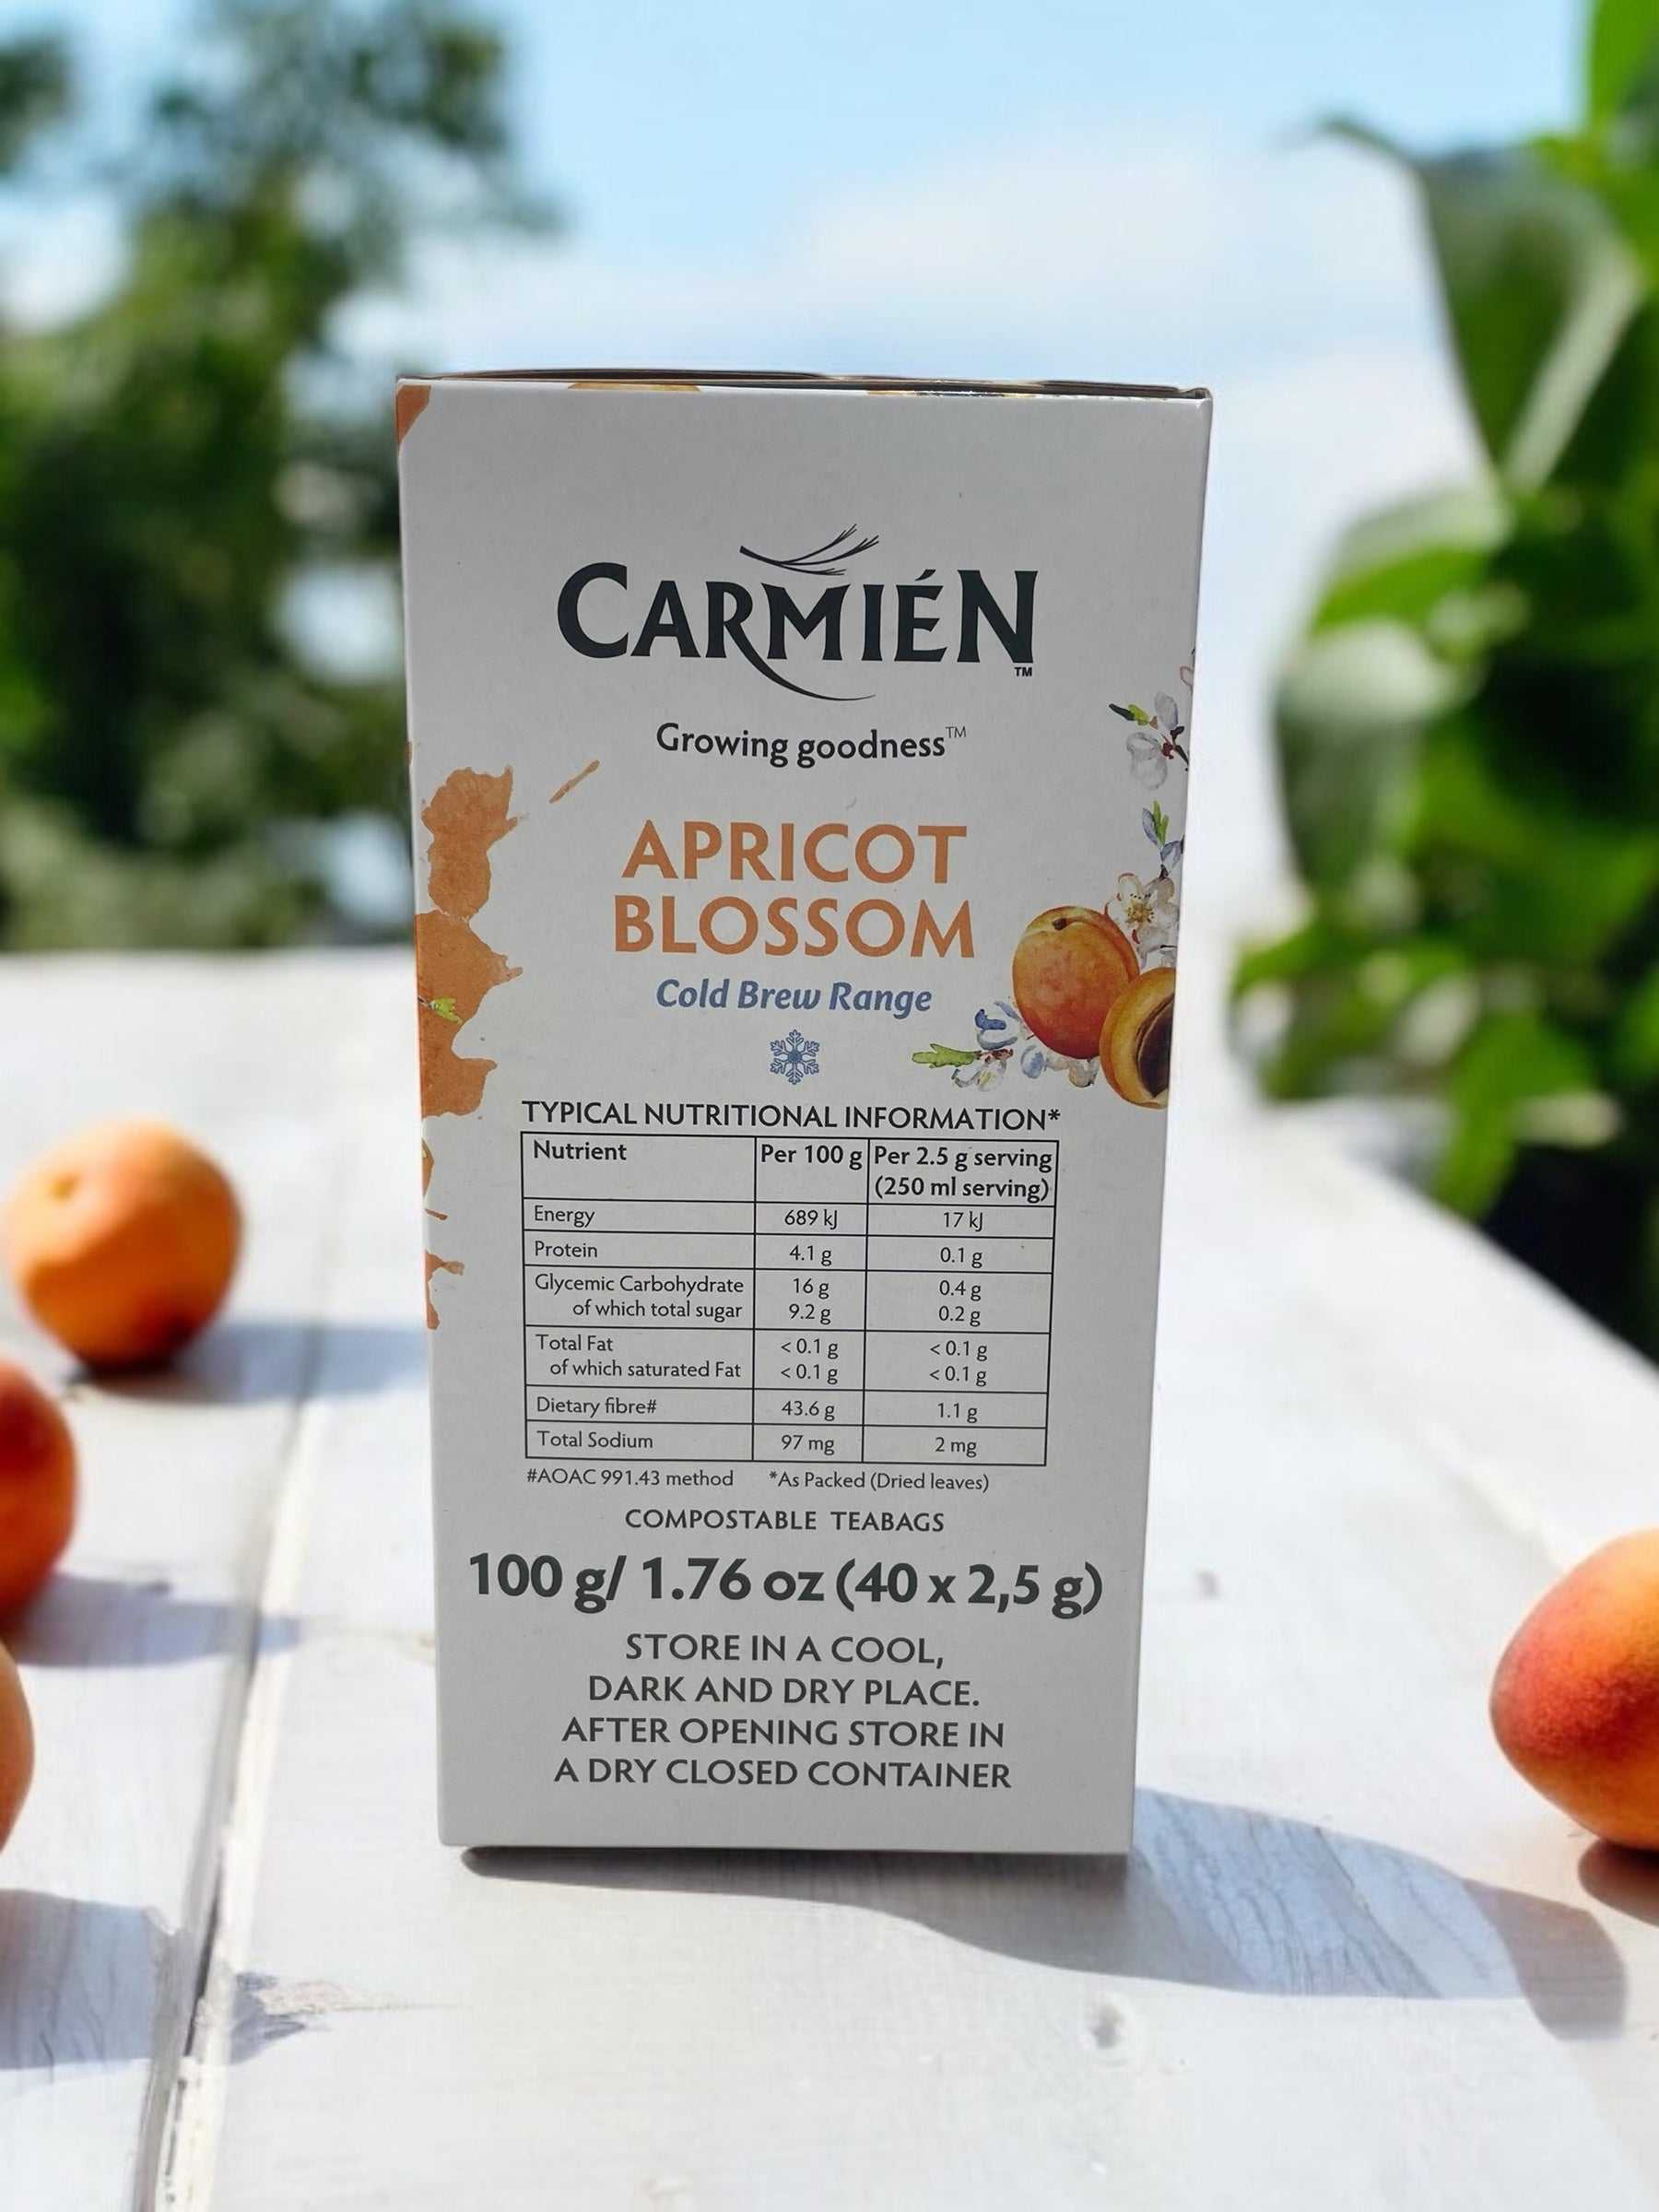 CARMIÉN
TM
Growing goodness™
APRICOT
BLOSSOM
Cold Brew Range
TYPICAL NUTRITIONAL INFORMATION*
Nutrient Per 100 g Per 2.5 g serving
(250 ml serving)
Energy 689 kJ 17 kJ
Protein 4.1 g 0.1 g
Glycemic Carbohydrate 16 g 0.4 g
of which total sugar 9.2 g 0.2 g
Total Fat <0.1 g <0.1 g
of which saturated Fat <0.1 g <0.1 g
Dietary fibre# 43.6 g 1.1 g
Total Sodium 97 mg 2 mg
#AOAC 991.43 method *As Packed (Dried leaves)
COMPOSTABLE TEABAGS
100 g/ 1.76 oz (40 x 2,5 g)
STORE IN A COOL,
DARK AND DRY PLACE.
AFTER OPENING STORE IN
A DRY CLOSED CONTAINER